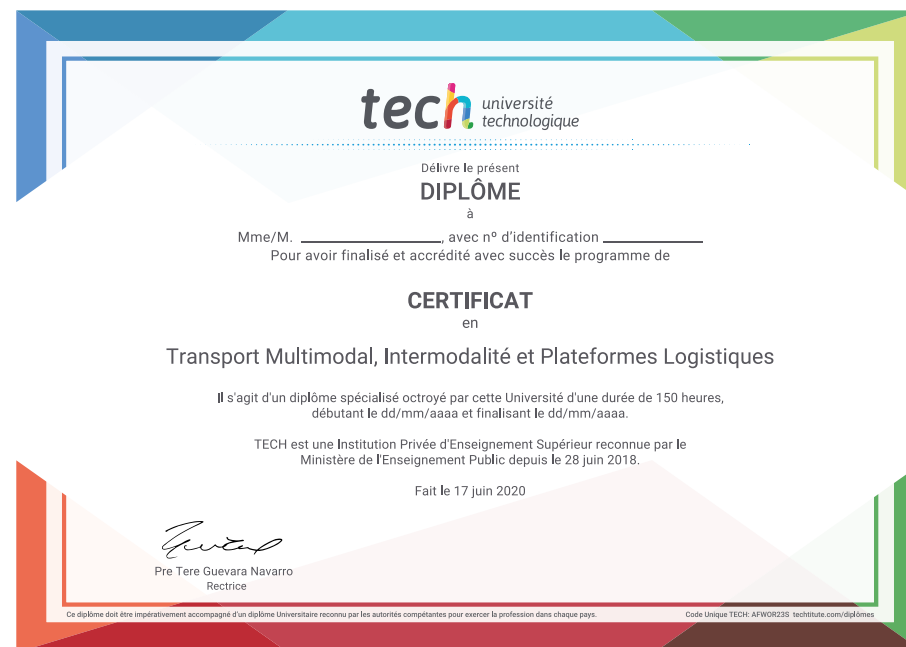 tech université
technologique
Délivre le présent
DIPLÔME
à
Mme/M. ____________________, avec nº d'identification ______________
Pour avoir finalisé et accrédité avec succès le programme de
CERTIFICAT
en
Transport Multimodal, Intermodalité et Plateformes Logistiques
Il s'agit d'un diplôme spécialisé octroyé par cette Université d'une durée de 150 heures,
débutant le dd/mm/aaaa et finalisant le dd/mm/aaaa.
TECH est une Institution Privée d'Enseignement Supérieur reconnue par le
Ministère de l'Enseignement Public depuis le 28 juin 2018.
Fait le 17 juin 2020
Pre Tere Guevara Navarro
Rectrice
Ce diplôme doit être impérativement accompagné d'un diplôme Universitaire reconnu par les autorités compétantes pour exercer la profession dans chaque pays.
Code Unique TECH: AFWOR23S techtitute.com/diplômes